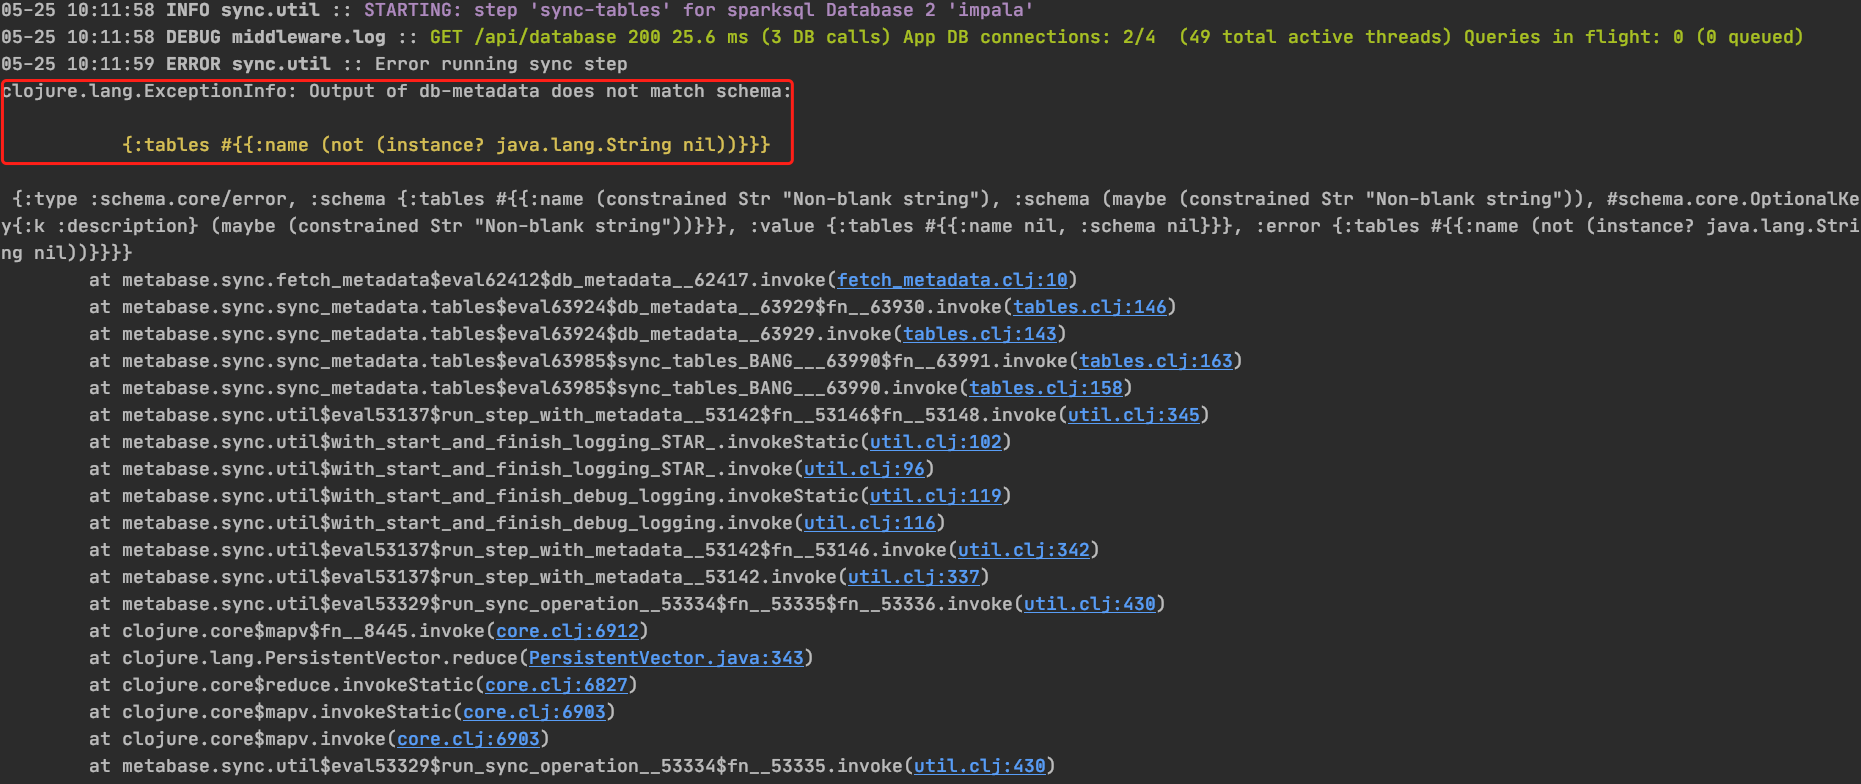 05-25 10:11:58 INFO sync.util :: STARTING: step 'sync-tables' for sparksql Database 2 'impala'
05-25 10:11:58 DEBUG middleware.log :: GET /api/database 200 25.6 ms (3 DB calls) App DB connections: 2/4  (49 total active threads) Queries in flight: 0 (0 queued)
05-25 10:11:59 ERROR sync.util :: Error running sync step
clojure.lang.ExceptionInfo: Output of db-metadata does not match schema:
{:tables #{{:name (not (instance? java.lang.String nil))}}}
{:type :schema.core/error, :schema {:tables #{{:name (constrained Str "Non-blank string"), :schema (maybe (constrained Str "Non-blank string")), #schema.core.OptionalKe
y{:k :description} (maybe (constrained Str "Non-blank string"))}}}, :value {:tables #{{:name nil, :schema nil}}}, :error {:tables #{{:name (not (instance? java.lang.Stri
ng nil))}}}}
at metabase.sync.fetch_metadata$eval62412$db_metadata__62417.invoke(fetch_metadata.clj:10)
at metabase.sync.sync_metadata.tables$eval63924$db_metadata__63929$fn__63930.invoke(tables.clj:146)
at metabase.sync.sync_metadata.tables$eval63924$db_metadata__63929.invoke(tables.clj:143)
at metabase.sync.sync_metadata.tables$eval63985$sync_tables_BANG___63990$fn__63991.invoke(tables.clj:163)
at metabase.sync.sync_metadata.tables$eval63985$sync_tables_BANG___63990.invoke(tables.clj:158)
at metabase.sync.util$eval53137$run_step_with_metadata__53142$fn__53146$fn__53148.invoke(util.clj:345)
at metabase.sync.util$with_start_and_finish_logging_STAR_.invokeStatic(util.clj:102)
at metabase.sync.util$with_start_and_finish_logging_STAR_.invoke(util.clj:96)
at metabase.sync.util$with_start_and_finish_debug_logging.invokeStatic(util.clj:119)
at metabase.sync.util$with_start_and_finish_debug_logging.invoke(util.clj:116)
at metabase.sync.util$eval53137$run_step_with_metadata__53142$fn__53146.invoke(util.clj:342)
at metabase.sync.util$eval53137$run_step_with_metadata__53142.invoke(util.clj:337)
at metabase.sync.util$eval53329$run_sync_operation__53334$fn__53335$fn__53336.invoke(util.clj:430)
at clojure.core$mapv$fn__8445.invoke(core.clj:6912)
at clojure.lang.PersistentVector.reduce(PersistentVector.java:343)
at clojure.core$reduce.invokeStatic(core.clj:6827)
at clojure.core$mapv.invokeStatic(core.clj:6903)
at clojure.core$mapv.invoke(core.clj:6903)
at metabase.sync.util$eval53329$run_sync_operation__53334$fn__53335.invoke(util.clj:430)